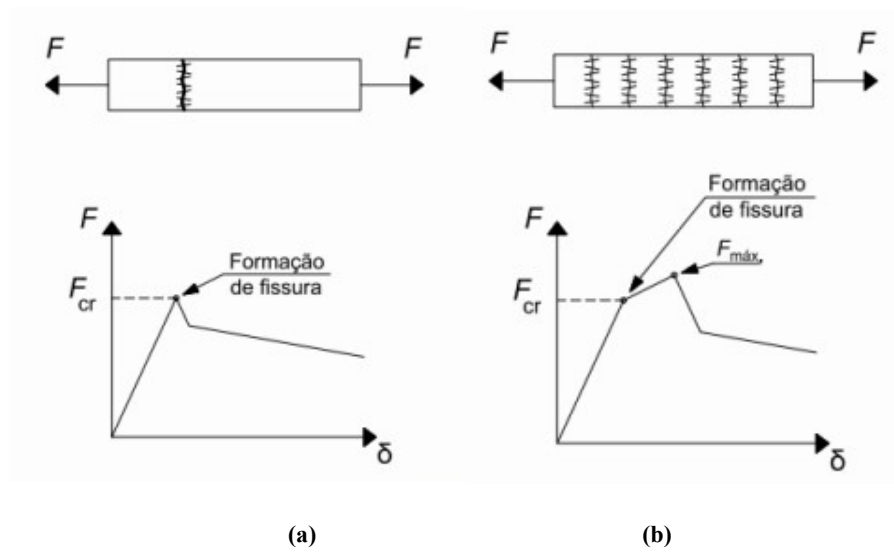 F F
F F
F
Formação
de fissura
F cr
δ
F
Formação
de fissura
F máx.
F cr
δ
(a) (b)